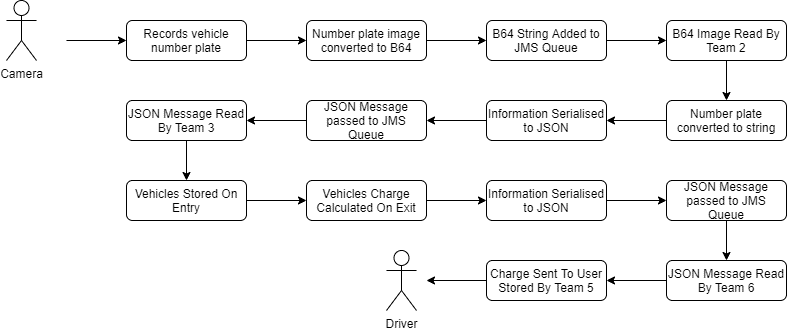 Camera
Records vehicle
number plate
Number plate image
converted to B64
B64 String Added to
JMS Queue
B64 Image Read By
Team 2
Number plate
converted to string
Information Serialised
to JSON
JSON Message
passed to JMS
Queue
JSON Message Read
By Team 3
Vehicles Stored On
Entry
Vehicles Charge
Calculated On Exit
Information Serialised
to JSON
JSON Message
passed to JMS
Queue
JSON Message Read
By Team 6
Charge Sent To User
Stored By Team 5
Driver